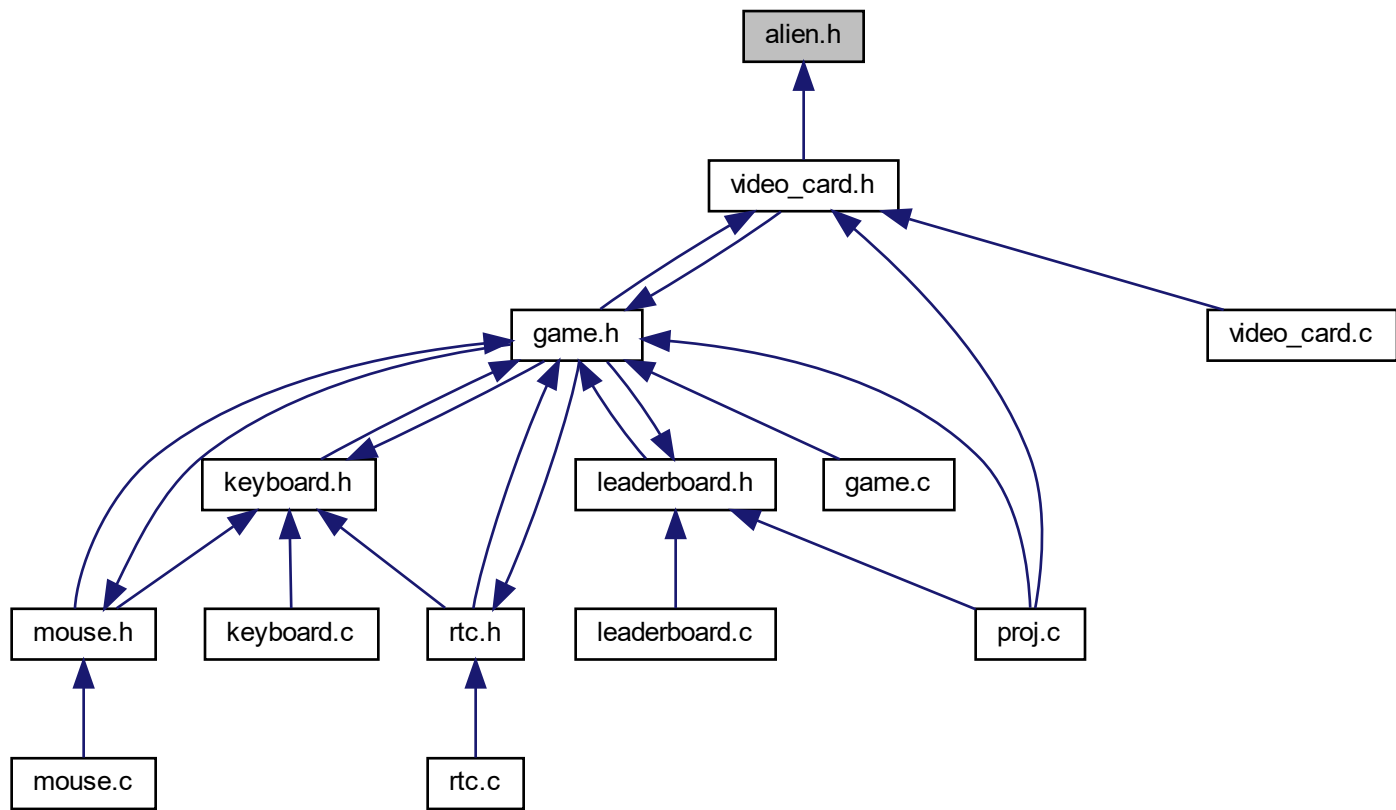 alien.h
video_card.h
game.h
video_card.c
keyboard.h
leaderboard.h
game.c
mouse.h
keyboard.c
rtc.h
leaderboard.c
proj.c
mouse.c
rtc.c